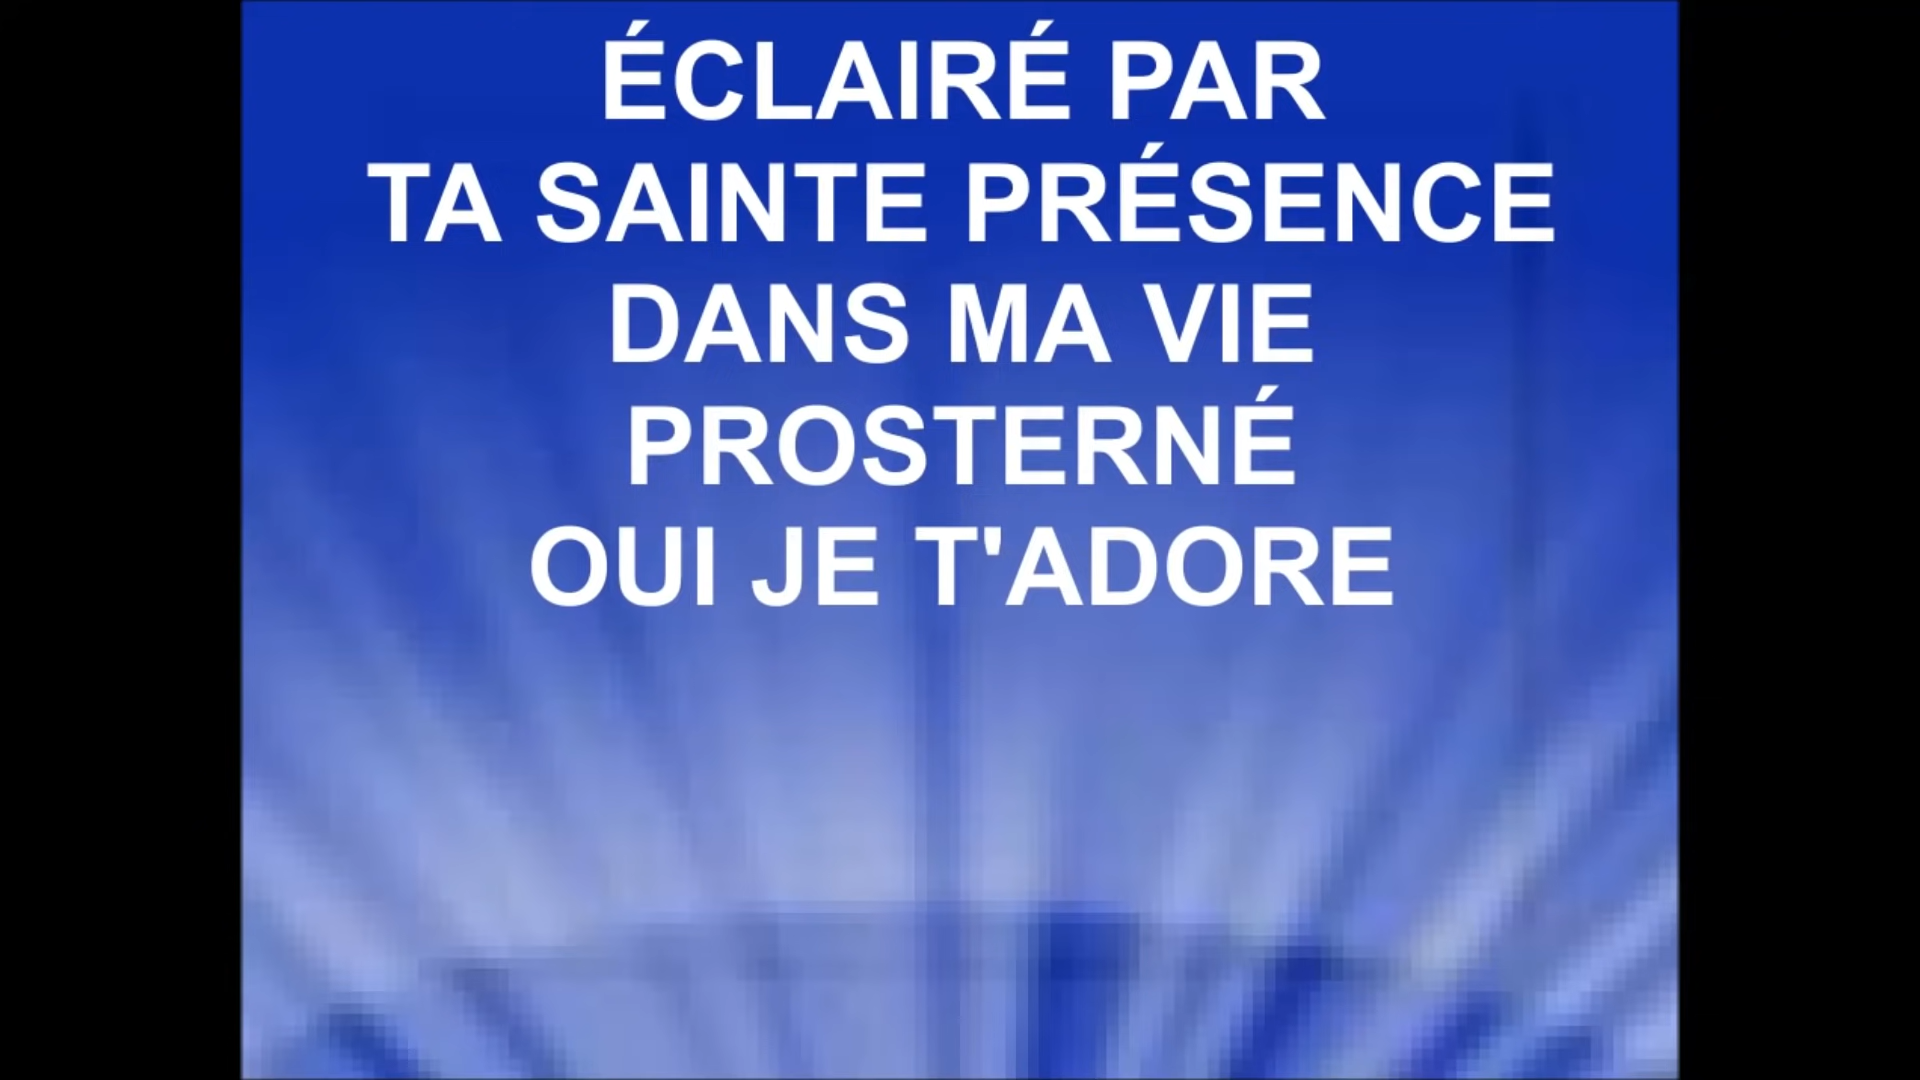 ÉCLAIRÉ PAR
TA SAINTE PRÉSENCE
DANS MA VIE
PROSTERNÉ
OUI JE T'ADORE